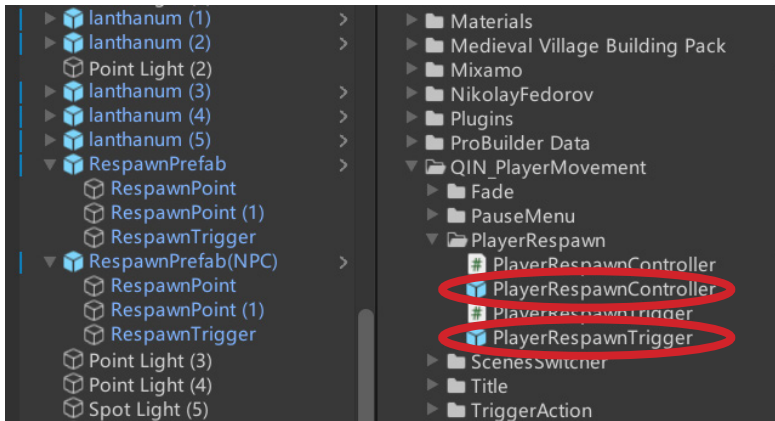 lanthanum (1)
lanthanum (2)
Point Light (2)
lanthanum (3)
lanthanum (4)
lanthanum (5)
RespawnPrefab
RespawnPoint
RespawnPoint (1)
RespawnTrigger
RespawnPrefab(NPC)
RespawnPoint
RespawnPoint (1)
RespawnTrigger
Point Light (3)
Point Light (4)
Spot Light (5)
Materials
Medieval Village Building Pack
Mixamo
NikolayFedorov
Plugins
ProBuilder Data
QIN_PlayerMovement
Fade
PauseMenu
PlayerRespawn
PlayerRespawnController
PlayerRespawnController
PlayerRespawnTrigger
PlayerRespawnTrigger
ScenesSwitcher
Title
TriggerAction